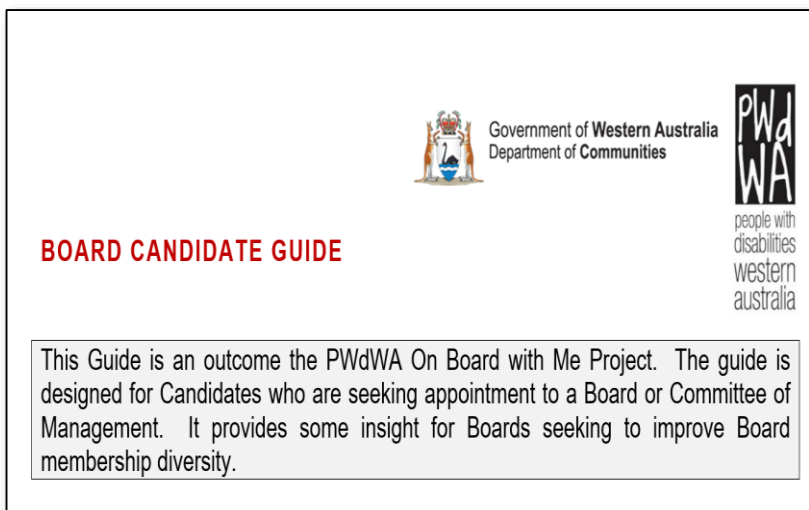 Government of Western Australia
Department of Communities
PWd
WA
people with
disabilities
western
australia
BOARD CANDIDATE GUIDE
This Guide is an outcome the PWdWA On Board with Me Project. The guide is
designed for Candidates who are seeking appointment to a Board or Committee of
Management. It provides some insight for Boards seeking to improve Board
membership diversity.